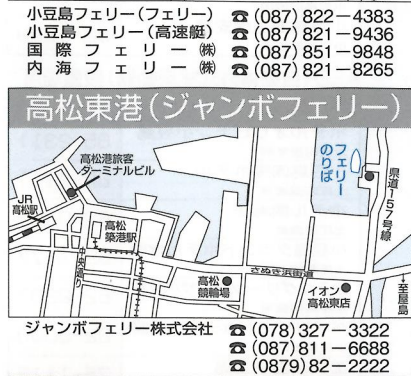 小豆島フェリー(フェリー) ☎(087)822－4383
小豆島フェリー(高速艇) ☎(087)821－9436
国際フェリー㈱ ☎(087)851－9848
内海フェリー㈱ ☎(087)821－8265
高松東港(ジャンボフェリー)
高松港旅客
ターミナルビル
フェリー
のりば
県道157号線
JR
高松駅
高松
築港駅
中央通り
さぬき浜街道
高松
競輪場
イオン
高松東店
至屋島
ジャンボフェリー株式会社 ☎(078)327－3322
☎(087)811－6688
☎(0879)82－2222